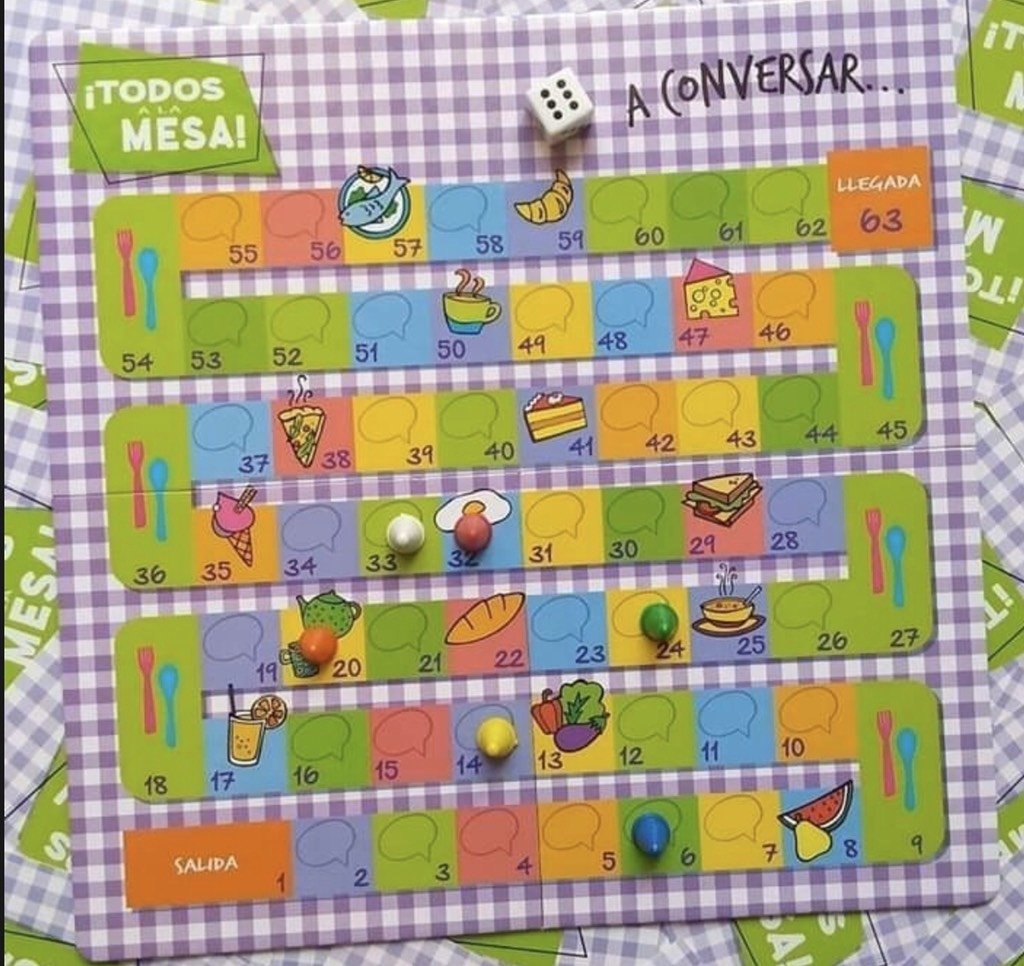 ¡TODOS
A LA
MESA!
A CONVERSAR...
55 56 57 58 59 60 61 62 LLEGADA
63
54 53 52 51 50 49 48 47 46
37 38 39 40 41 42 43 44 45
36 35 34 33 32 31 30 29 28
19 20 21 22 23 24 25 26 27
18 17 16 15 14 13 12 11 10
SALIDA 1 2 3 4 5 6 7 8 9